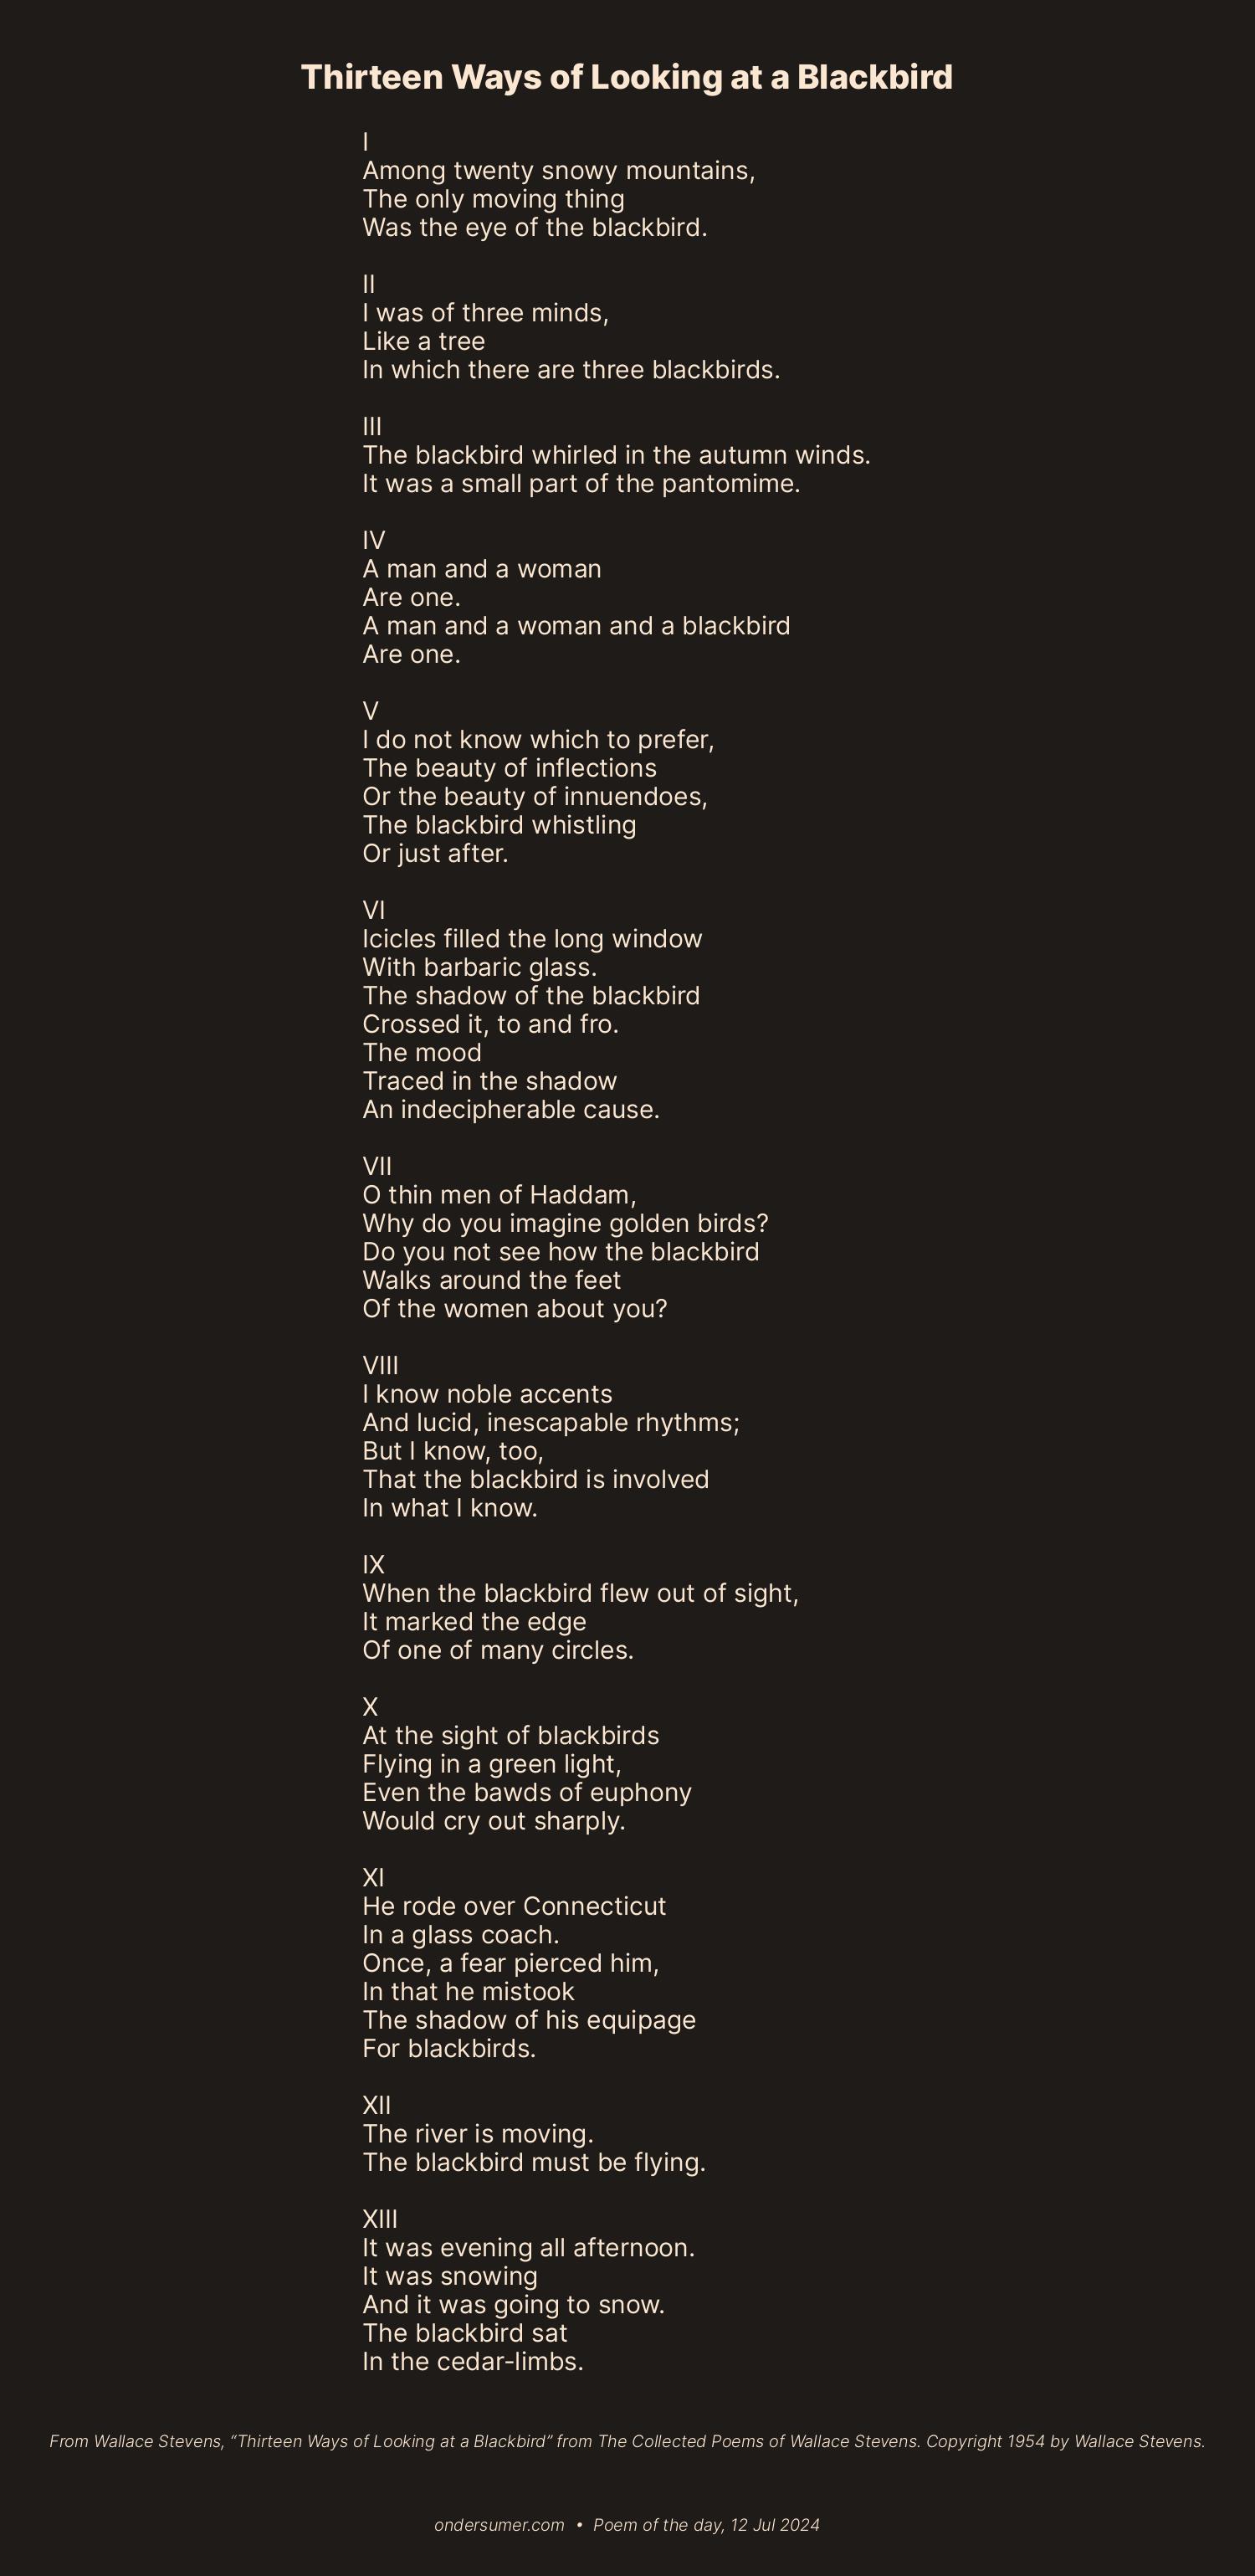 Thirteen Ways of Looking at a Blackbird
I
Among twenty snowy mountains,
The only moving thing
Was the eye of the blackbird.
II
I was of three minds,
Like a tree
In which there are three blackbirds.
III
The blackbird whirled in the autumn winds.
It was a small part of the pantomime.
IV
A man and a woman
Are one.
A man and a woman and a blackbird
Are one.
V
I do not know which to prefer,
The beauty of inflections
Or the beauty of innuendoes,
The blackbird whistling
Or just after.
VI
Icicles filled the long window
With barbaric glass.
The shadow of the blackbird
Crossed it, to and fro.
The mood
Traced in the shadow
An indecipherable cause.
VII
O thin men of Haddam,
Why do you imagine golden birds?
Do you not see how the blackbird
Walks around the feet
Of the women about you?
VIII
I know noble accents
And lucid, inescapable rhythms;
But I know, too,
That the blackbird is involved
In what I know.
IX
When the blackbird flew out of sight,
It marked the edge
Of one of many circles.
X
At the sight of blackbirds
Flying in a green light,
Even the bawds of euphony
Would cry out sharply.
XI
He rode over Connecticut
In a glass coach.
Once, a fear pierced him,
In that he mistook
The shadow of his equipage
For blackbirds.
XII
The river is moving.
The blackbird must be flying.
XIII
It was evening all afternoon.
It was snowing
And it was going to snow.
The blackbird sat
In the cedar-limbs.
From Wallace Stevens, “Thirteen Ways of Looking at a Blackbird” from The Collected Poems of Wallace Stevens. Copyright 1954 by Wallace Stevens.
ondersumer.com • Poem of the day, 12 Jul 2024